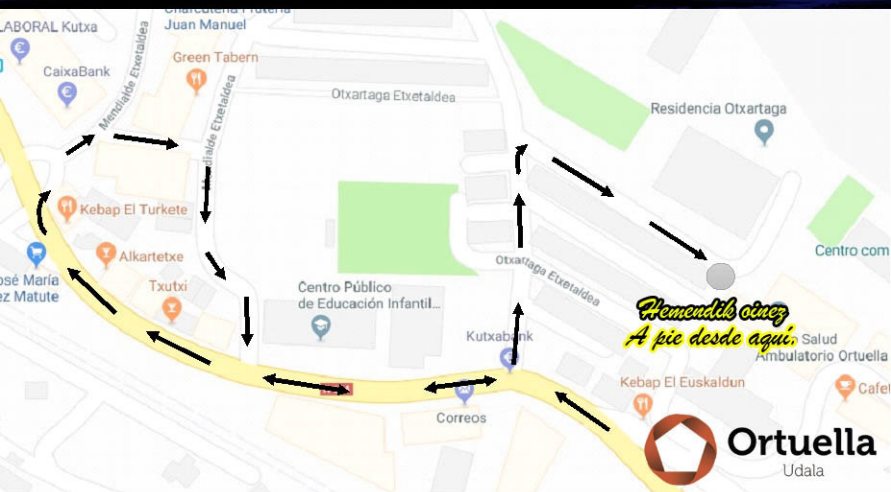 Charcutería Frutería
Juan Manuel
LABORAL Kutxa
Green Tabern
CaixaBank
Mendialde Etxetaldea
Mendialde Etxetaldea
Otxartaga Etxetaldea
Residencia Otxartaga
Kebap El Turkete
Alkartetxe
José María
ez Matute
Txutxi
Centro Público
de Educación Infantil...
Otxartaga Etxetaldea
Centro com
Hemendik oinez
A pie desde aquí.
Kutxabank
Salud
Ambulatorio Ortuella
Kebap El Euskaldun
Cafet
Correos
Ortuella
Udala